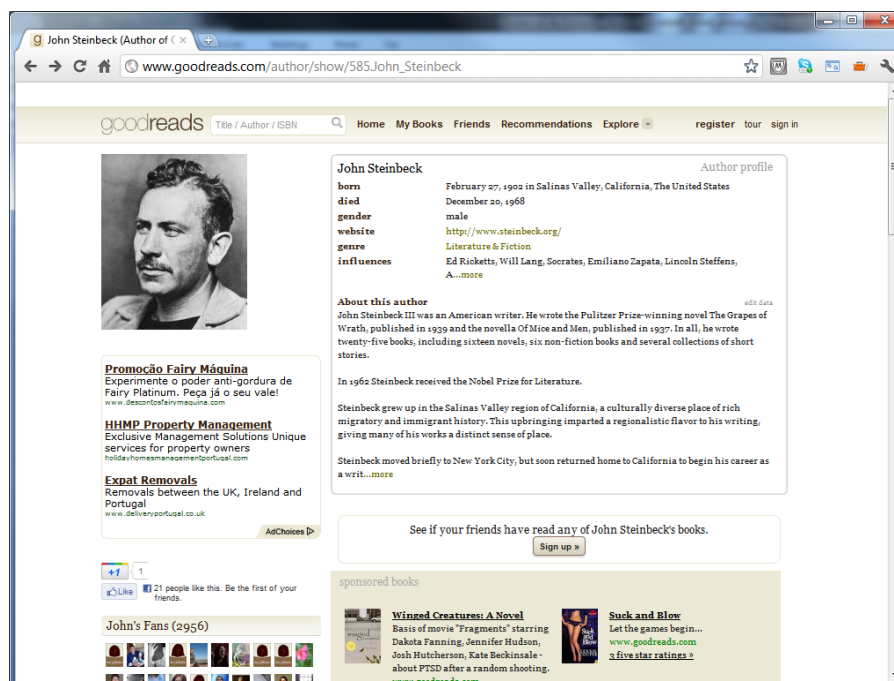 John Steinbeck (Author of
www.goodreads.com/author/show/585.John_Steinbeck
goodreads
Title / Author / ISBN
Home My Books Friends Recommendations Explore register tour sign in
John Steinbeck Author profile
born February 27, 1902 in Salinas Valley, California, The United States
died December 20, 1968
gender male
website http://www.steinbeck.org/
genre Literature & Fiction
influences Ed Ricketts, Will Lang, Socrates, Emiliano Zapata, Lincoln Steffens,
A...more
About this author edit data
John Steinbeck III was an American writer. He wrote the Pulitzer Prize-winning novel The Grapes of
Wrath, published in 1939 and the novella Of Mice and Men, published in 1937. In all, he wrote
twenty-five books, including sixteen novels, six non-fiction books and several collections of short
stories.
In 1962 Steinbeck received the Nobel Prize for Literature.
Steinbeck grew up in the Salinas Valley region of California, a culturally diverse place of rich
migratory and immigrant history. This upbringing imparted a regionalistic flavor to his writing,
giving many of his works a distinct sense of place.
Steinbeck moved briefly to New York City, but soon returned home to California to begin his career as
a writ...more
Promoção Fairy Máquina
Experimente o poder anti-gordura de
Fairy Platinum. Peça já o seu vale!
www.descontosfairymaquina.com
HHMP Property Management
Exclusive Management Solutions Unique
services for property owners
holidayhomesmanagementportugal.com
Expat Removals
Removals between the UK, Ireland and
Portugal
www.deliveryportugal.co.uk
AdChoices
+1 1
Like 21 people like this. Be the first of your
friends.
John's Fans (2956)
See if your friends have read any of John Steinbeck's books.
Sign up »
sponsored books
Winged Creatures: A Novel
Basis of movie "Fragments" starring
Dakota Fanning, Jennifer Hudson,
Josh Hutcherson, Kate Beckinsale -
about PTSD after a random shooting.
www.goodreads.com
Suck and Blow
Let the games begin...
www.goodreads.com
3 five star ratings »